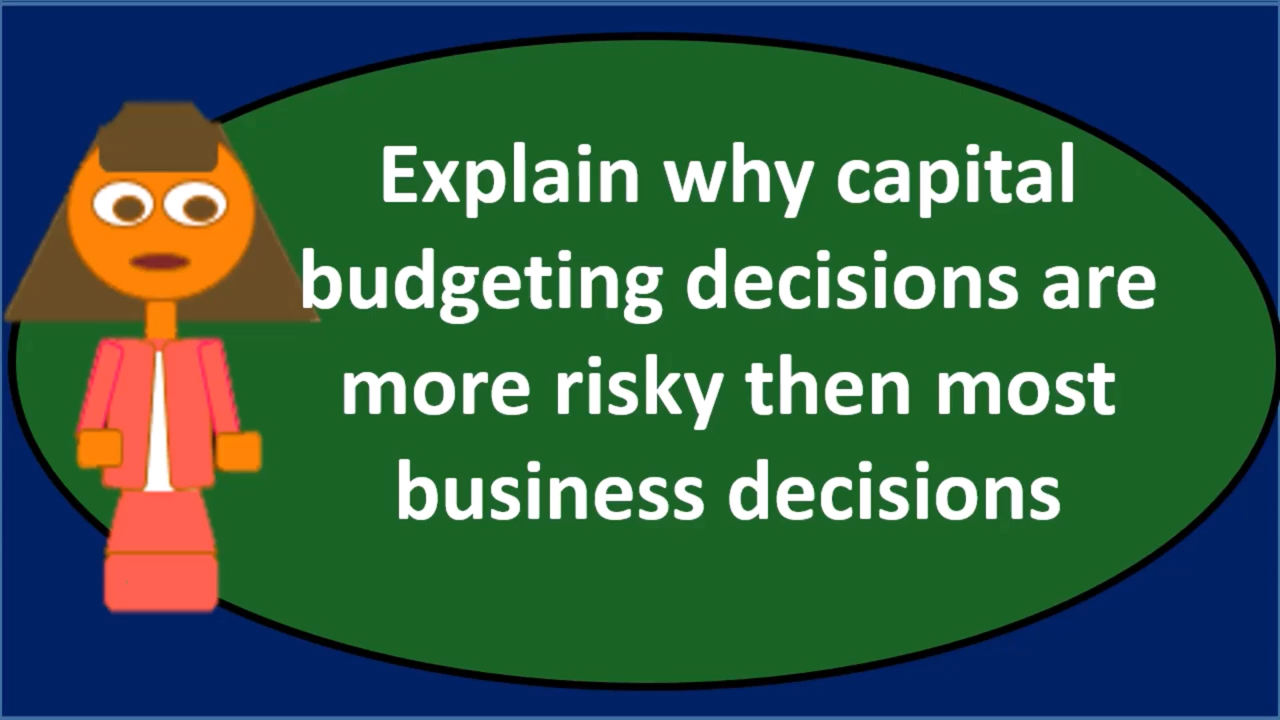 Explain why capital
budgeting decisions are
more risky then most
business decisions